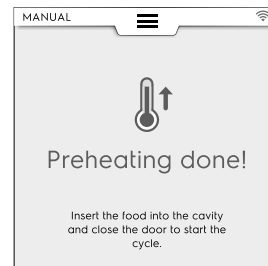 MANUAL
Preheating done!
Insert the food into the cavity
and close the door to start the
cycle.